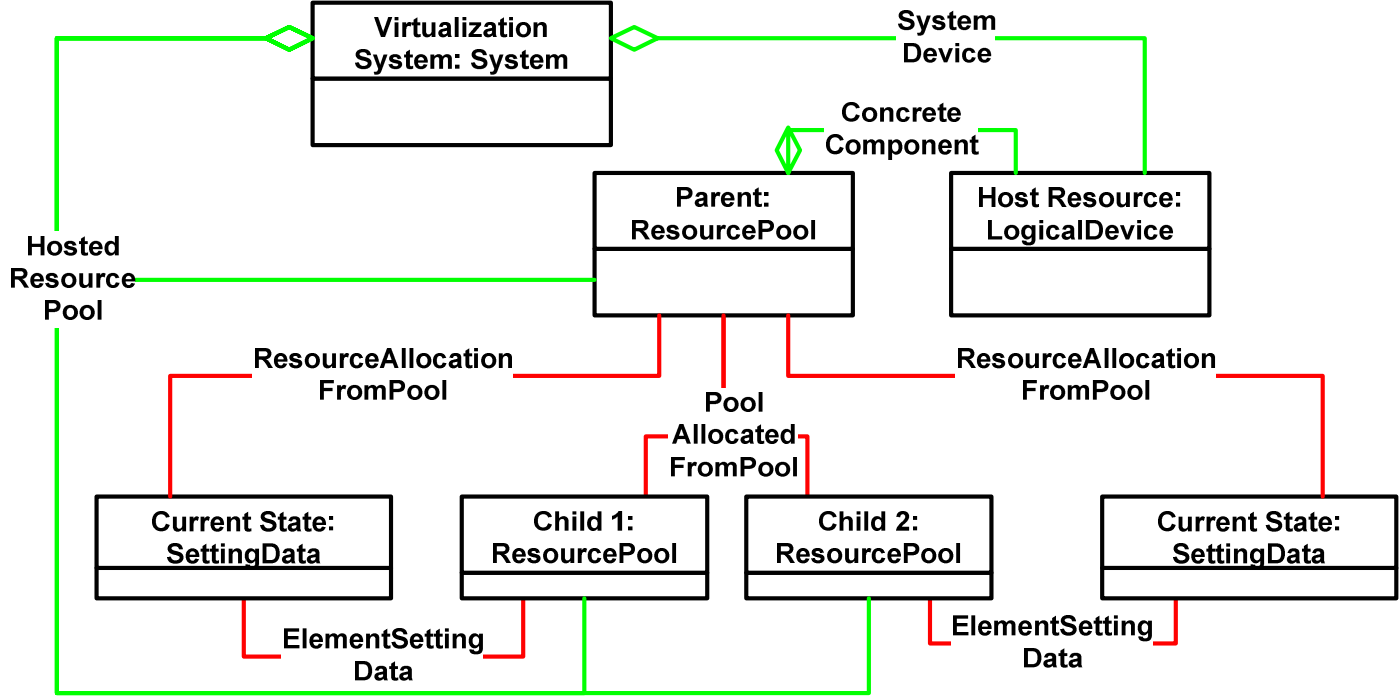 Virtualization
System: System
System
Device
Concrete
Component
Parent:
ResourcePool
Host Resource:
LogicalDevice
Hosted
Resource
Pool
ResourceAllocation
FromPool
Pool
Allocated
FromPool
ResourceAllocation
FromPool
Current State:
SettingData
Child 1:
ResourcePool
Child 2:
ResourcePool
Current State:
SettingData
ElementSetting
Data
ElementSetting
Data